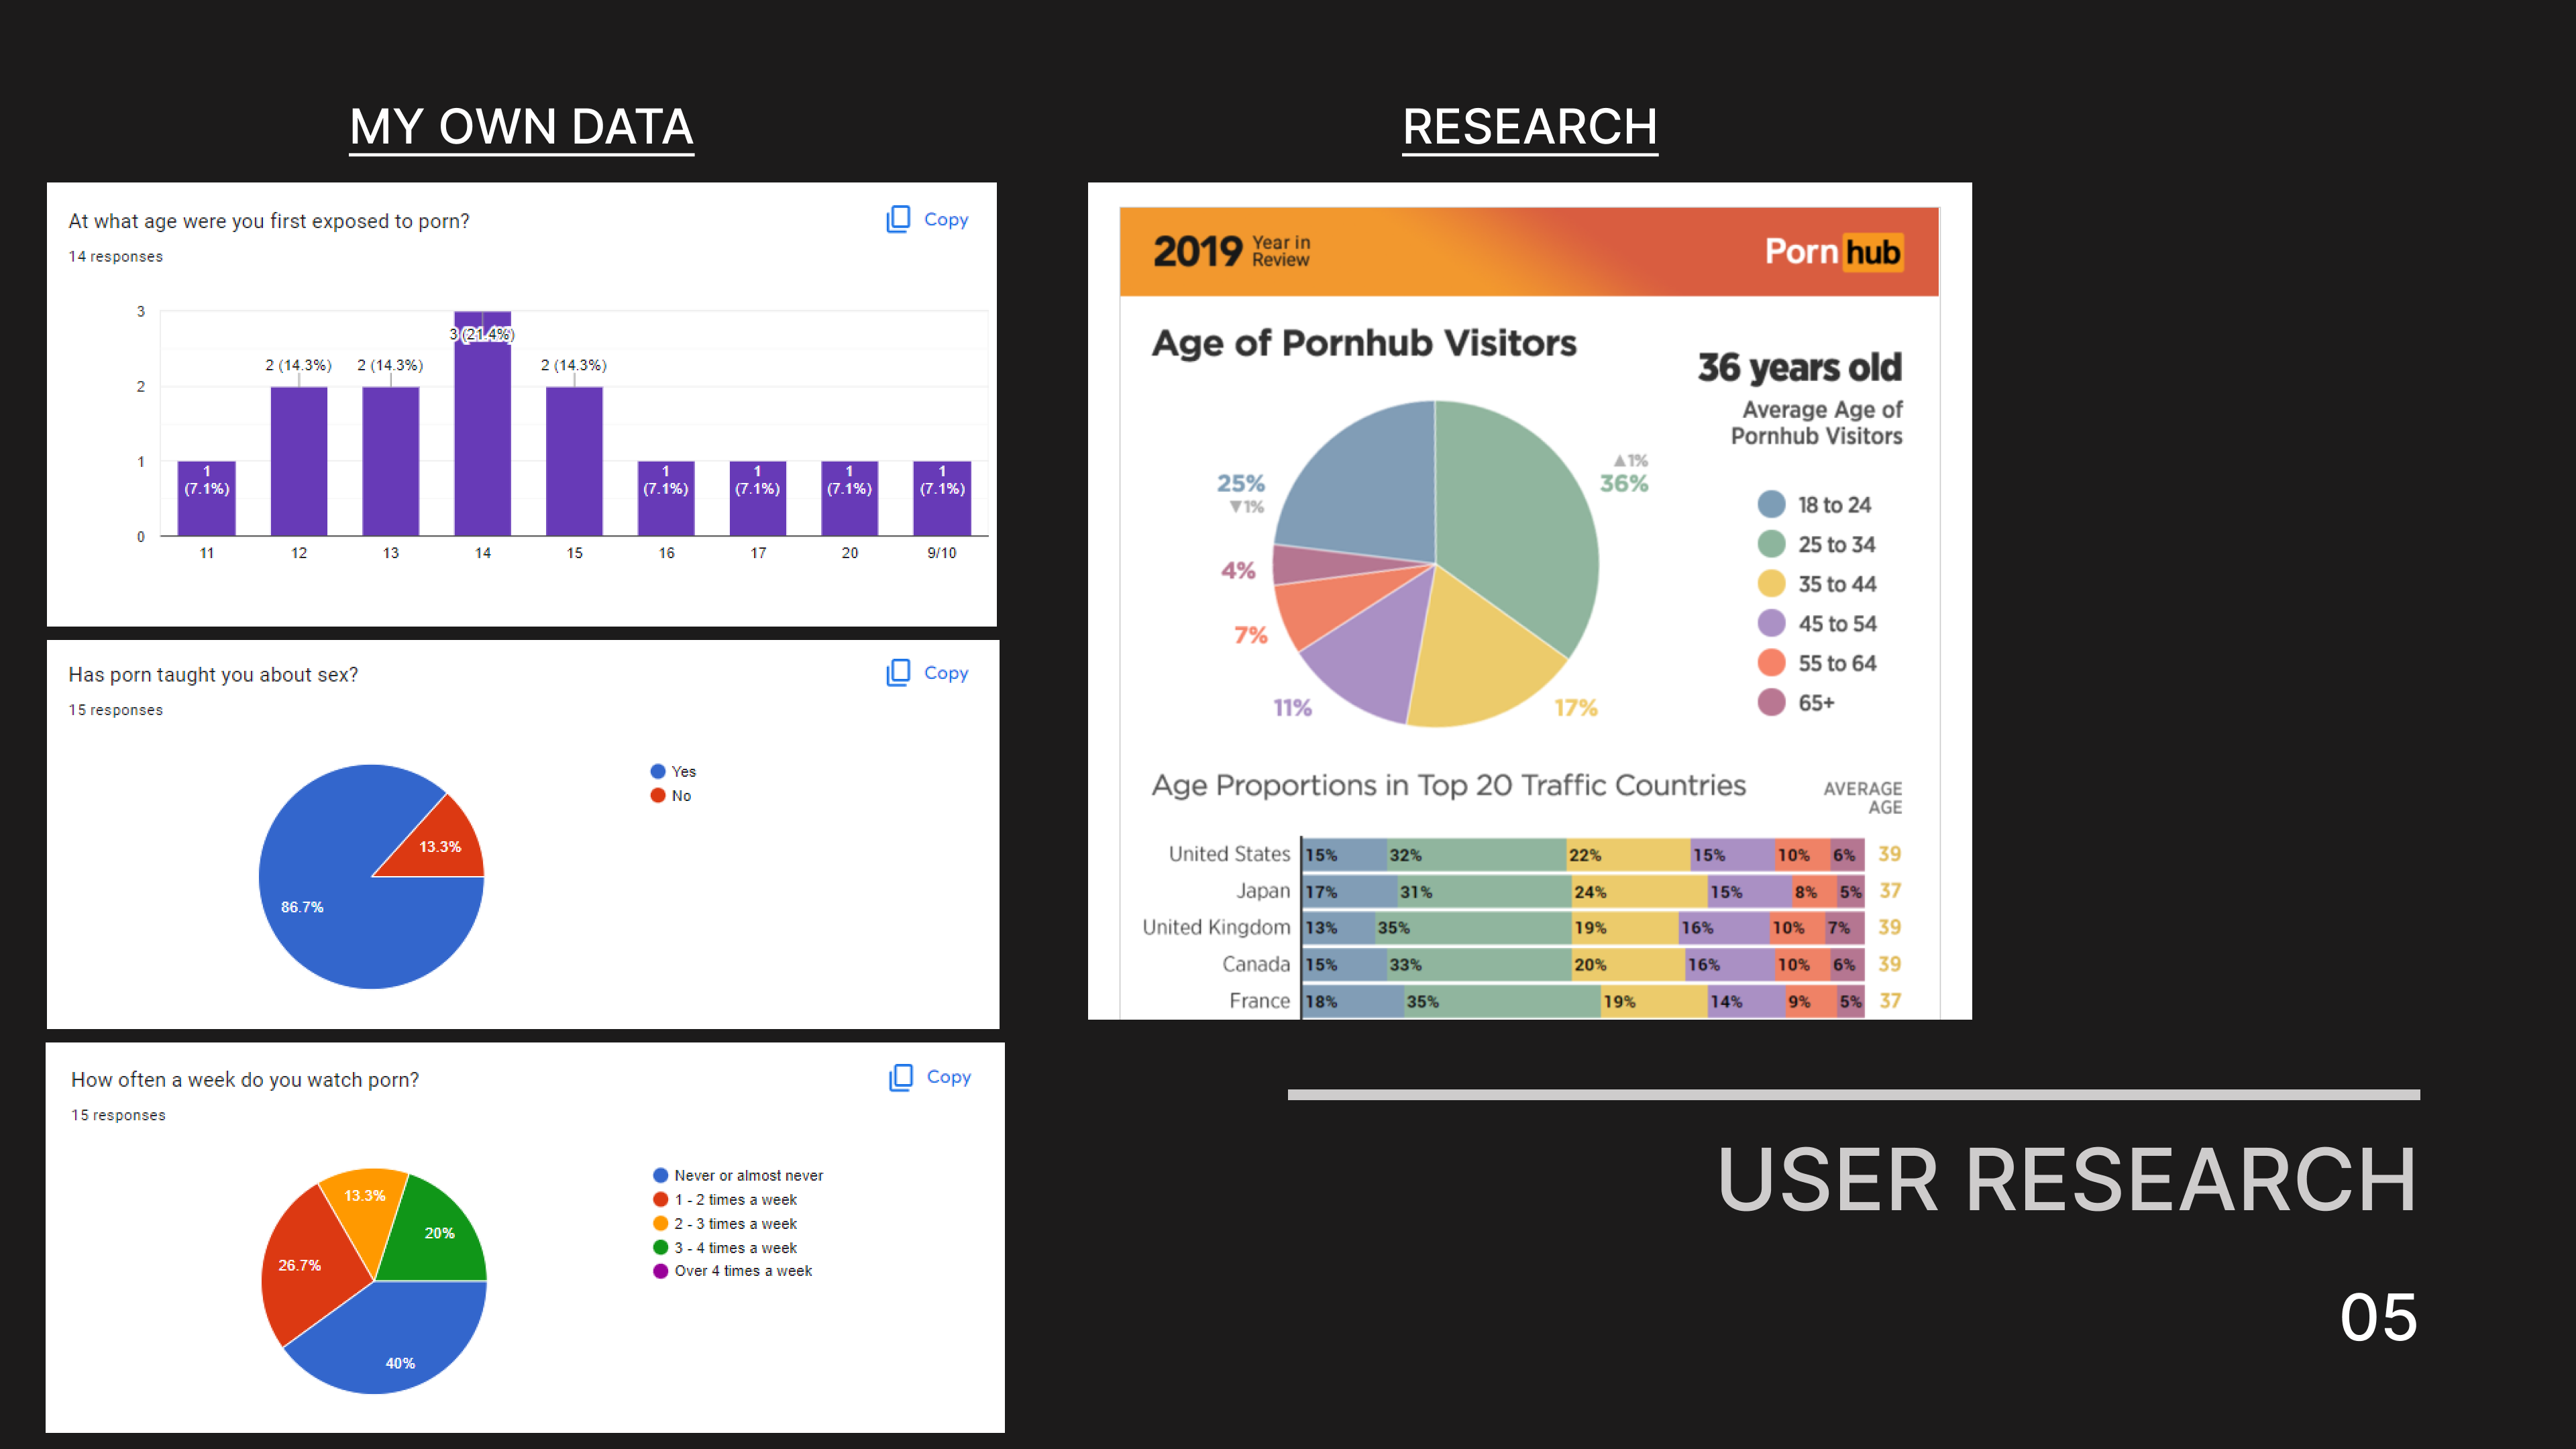 MY OWN DATA
At what age were you first exposed to porn?
Copy
14 responses
3
2
1
0
1
(7.1%)
2 (14.3%)
2 (14.3%)
3 (21.4%)
2 (14.3%)
1
(7.1%)
1
(7.1%)
1
(7.1%)
1
(7.1%)
11
12
13
14
15
16
17
20
9/10
Has porn taught you about sex?
Copy
15 responses
Yes
No
13.3%
86.7%
How often a week do you watch porn?
Copy
15 responses
Never or almost never
1 - 2 times a week
2 - 3 times a week
3 - 4 times a week
Over 4 times a week
13.3%
20%
26.7%
40%
RESEARCH
2019 Year in
Review
Pornhub
Age of Pornhub Visitors
36 years old
Average Age of
Pornhub Visitors
25%
▼1%
▲1%
36%
4%
7%
11%
17%
18 to 24
25 to 34
35 to 44
45 to 54
55 to 64
65+
Age Proportions in Top 20 Traffic Countries
AVERAGE
AGE
United States 15% 32% 22% 15% 10% 6% 39
Japan 17% 31% 24% 15% 8% 5% 37
United Kingdom 13% 35% 19% 16% 10% 7% 39
Canada 15% 33% 20% 16% 10% 6% 39
France 18% 35% 19% 14% 9% 5% 37
USER RESEARCH
05